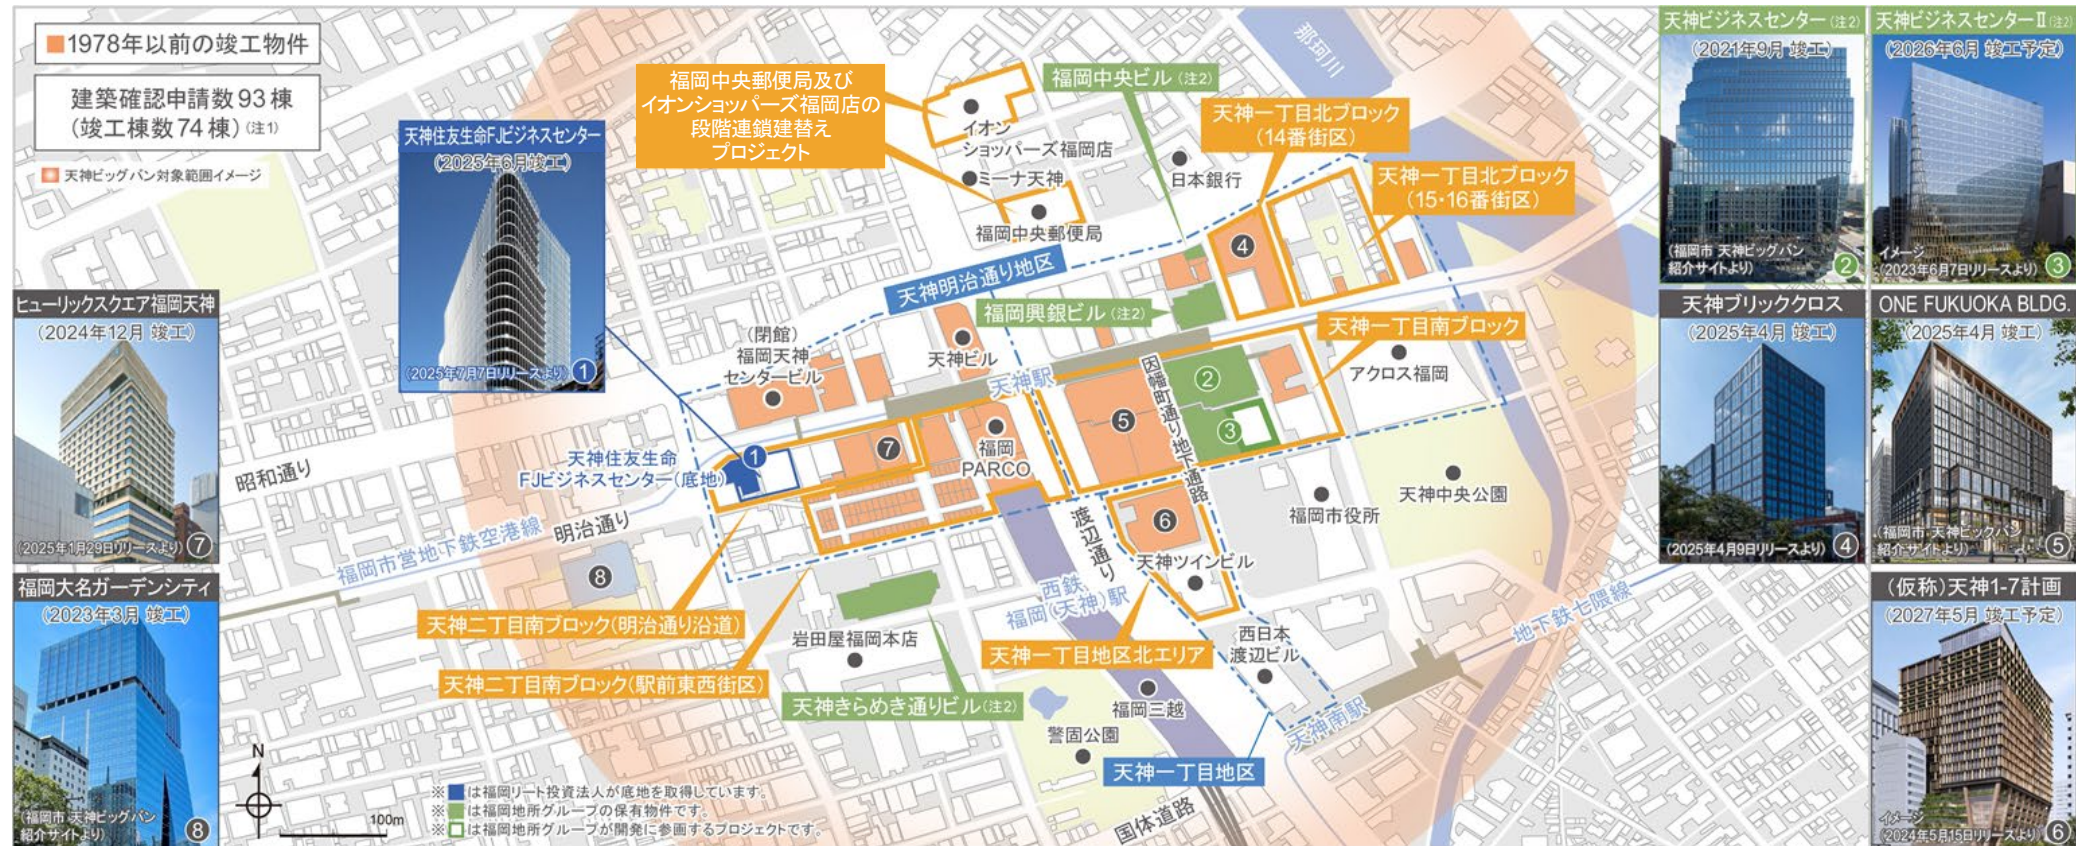 ■1978年以前の竣工物件
建築確認申請数93棟
(竣工棟数74棟)(注1)
天神ビッグバン対象範囲イメージ
天神住友生命FJビジネスセンター
(2025年6月竣工)
(2025年7月7日リリースより) ①
ヒューリックスクエア福岡天神
(2024年12月 竣工)
(2025年1月29日リリースより) ⑦
福岡大名ガーデンシティ
(2023年3月 竣工)
(福岡市 天神ビッグバン
紹介サイトより) ⑧
福岡中央郵便局及び
イオンショッパーズ福岡店の
段階連鎖建替え
プロジェクト
イオン
ショッパーズ福岡店
ミーナ天神
福岡中央郵便局
福岡中央ビル(注2)
日本銀行
那珂川
天神一丁目北ブロック
(14番街区)
天神一丁目北ブロック
(15・16番街区)
④
天神明治通り地区
福岡興銀ビル(注2)
天神一丁目南ブロック
(閉館)
福岡天神
センタービル
天神ビル
天神駅
因幡町通り地下通路
②
③
アクロス福岡
⑤
福岡
PARCO
⑦
①
天神住友生命
FJビジネスセンター(底地)
昭和通り
福岡市営地下鉄空港線
明治通り
⑧
渡辺通り
⑥
天神ツインビル
福岡市役所
天神中央公園
西鉄
福岡(天神)駅
天神二丁目南ブロック(明治通り沿道)
天神二丁目南ブロック(駅前東西街区)
岩田屋福岡本店
天神きらめき通りビル(注2)
天神一丁目地区北エリア
西日本
渡辺ビル
地下鉄七隈線
福岡三越
天神南駅
警固公園
天神一丁目地区
国体道路
N
100m
※■は福岡リート投資法人が底地を取得しています。
※■は福岡地所グループの保有物件です。
※□は福岡地所グループが開発に参画するプロジェクトです。
天神ビジネスセンター(注2)
(2021年9月 竣工)
(福岡市 天神ビッグバン
紹介サイトより) ②
天神ビジネスセンターⅡ(注2)
(2026年6月 竣工予定)
イメージ
(2023年6月7日リリースより) ③
天神ブリッククロス
(2025年4月 竣工)
(2025年4月9日リリースより) ④
ONE FUKUOKA BLDG.
(2025年4月 竣工)
(福岡市 天神ビックバン
紹介サイトより) ⑤
(仮称)天神1-7計画
(2027年5月 竣工予定)
イメージ
(2024年5月15日リリースより) ⑥